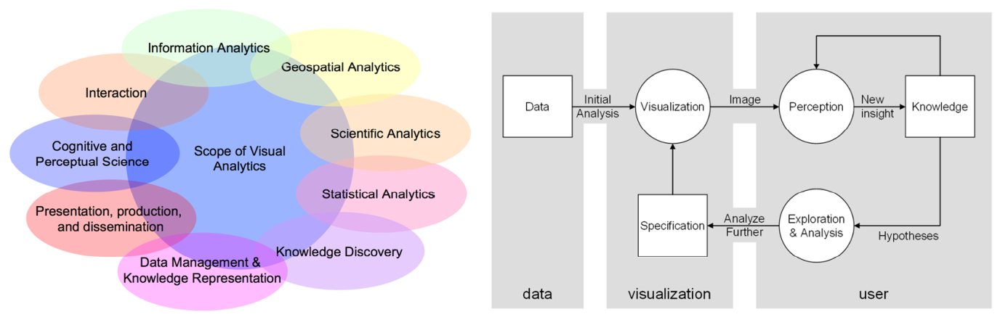 Information Analytics
Geospatial Analytics
Interaction
Scientific Analytics
Cognitive and
Perceptual Science
Scope of Visual
Analytics
Statistical Analytics
Presentation, production,
and dissemination
Knowledge Discovery
Data Management &
Knowledge Representation
Data
Initial
Analysis
Visualization
Image
Perception
New
insight
Knowledge
Specification
Analyze
Further
Exploration
& Analysis
Hypotheses
data
visualization
user